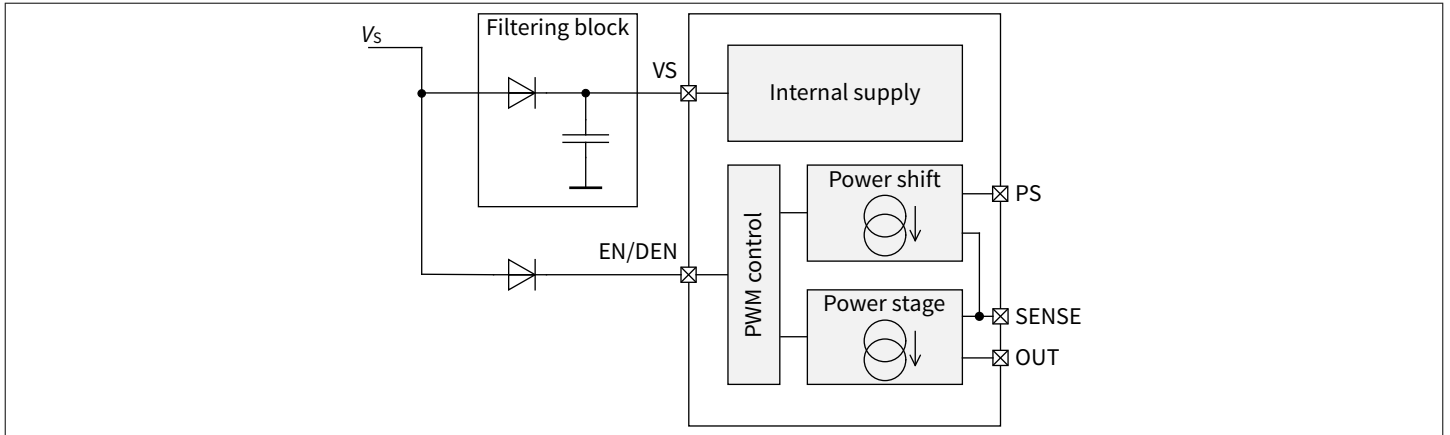 Filtering block
VS
VS
Internal supply
Power shift
PS
EN/DEN
PWM control
Power stage
SENSE
OUT